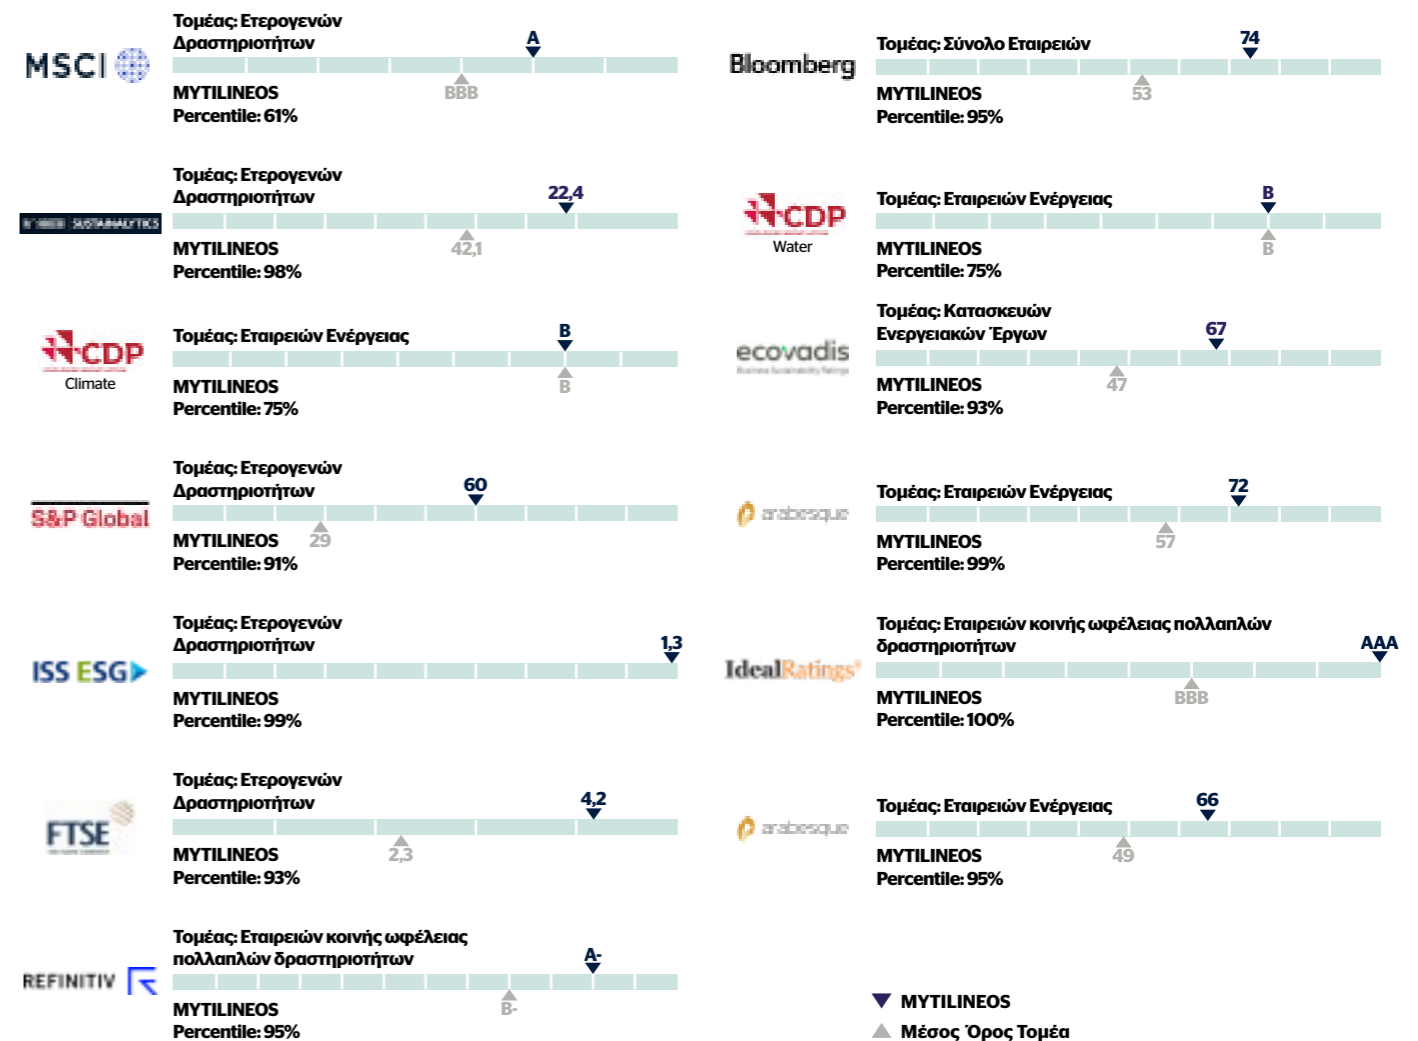 Τομέας: Ετερογενών
Δραστηριοτήτων
A
MSCI
BBB
MYTILINEOS
Percentile: 61%
Τομέας: Ετερογενών
Δραστηριοτήτων
22,4
SUSTAINALYTICS
42,1
MYTILINEOS
Percentile: 98%
Τομέας: Εταιρειών Ενέργειας
B
CDP
Climate
B
MYTILINEOS
Percentile: 75%
Τομέας: Ετερογενών
Δραστηριοτήτων
60
S&P Global
29
MYTILINEOS
Percentile: 91%
Τομέας: Ετερογενών
Δραστηριοτήτων
1,3
ISS ESG
MYTILINEOS
Percentile: 99%
Τομέας: Ετερογενών
Δραστηριοτήτων
4,2
FTSE
2,3
MYTILINEOS
Percentile: 93%
Τομέας: Εταιρειών κοινής ωφέλειας
πολλαπλών δραστηριοτήτων
A-
REFINITIV
B-
MYTILINEOS
Percentile: 95%
Τομέας: Σύνολο Εταιρειών
74
Bloomberg
53
MYTILINEOS
Percentile: 95%
Τομέας: Εταιρειών Ενέργειας
B
CDP
Water
B
MYTILINEOS
Percentile: 75%
Τομέας: Κατασκευών
Ενεργειακών Έργων
67
ecovadis
Business Sustainability Ratings
47
MYTILINEOS
Percentile: 93%
Τομέας: Εταιρειών Ενέργειας
72
arabesque
57
MYTILINEOS
Percentile: 99%
Τομέας: Εταιρειών κοινής ωφέλειας πολλαπλών
δραστηριοτήτων
AAA
IdealRatings®
BBB
MYTILINEOS
Percentile: 100%
Τομέας: Εταιρειών Ενέργειας
66
arabesque
49
MYTILINEOS
Percentile: 95%
MYTILINEOS
Μέσος Όρος Τομέα